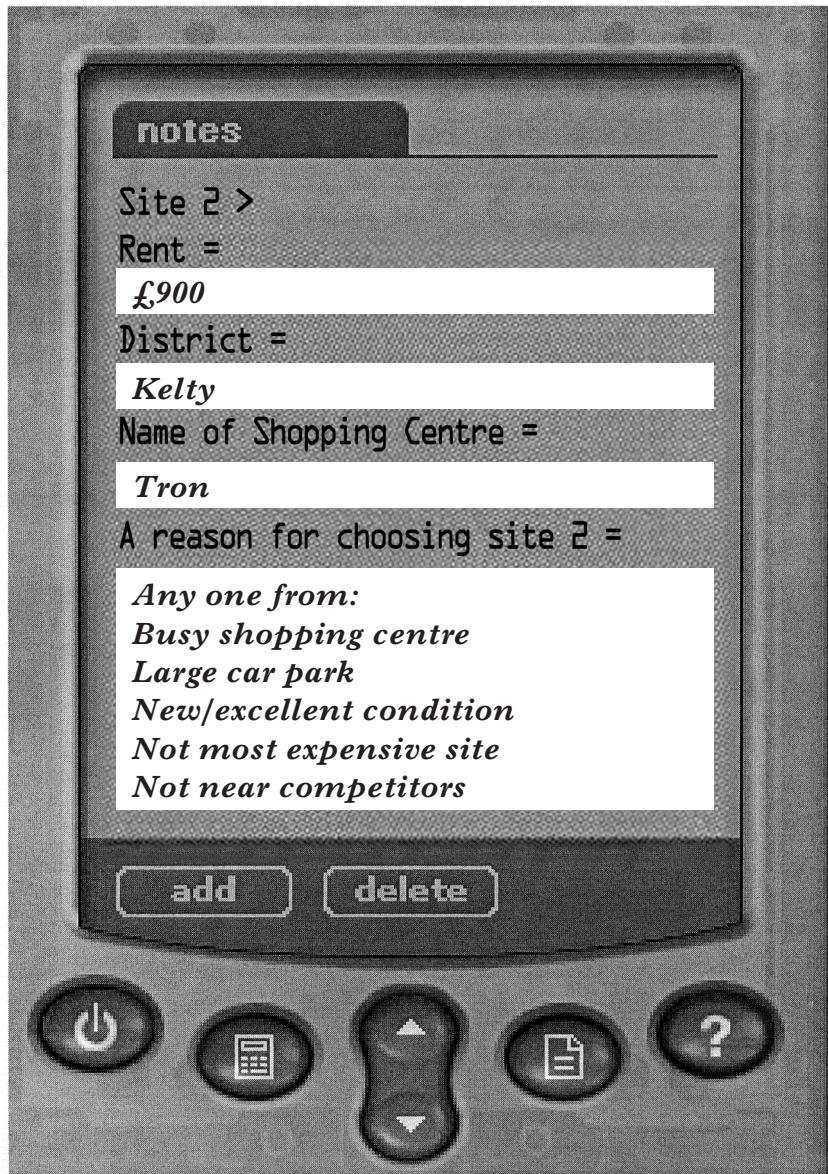 notes
Site 2 >
Rent =
£900
District =
Kelty
Name of Shopping Centre =
Tron
A reason for choosing site 2 =
Any one from:
Busy shopping centre
Large car park
New/excellent condition
Not most expensive site
Not near competitors
add delete
?